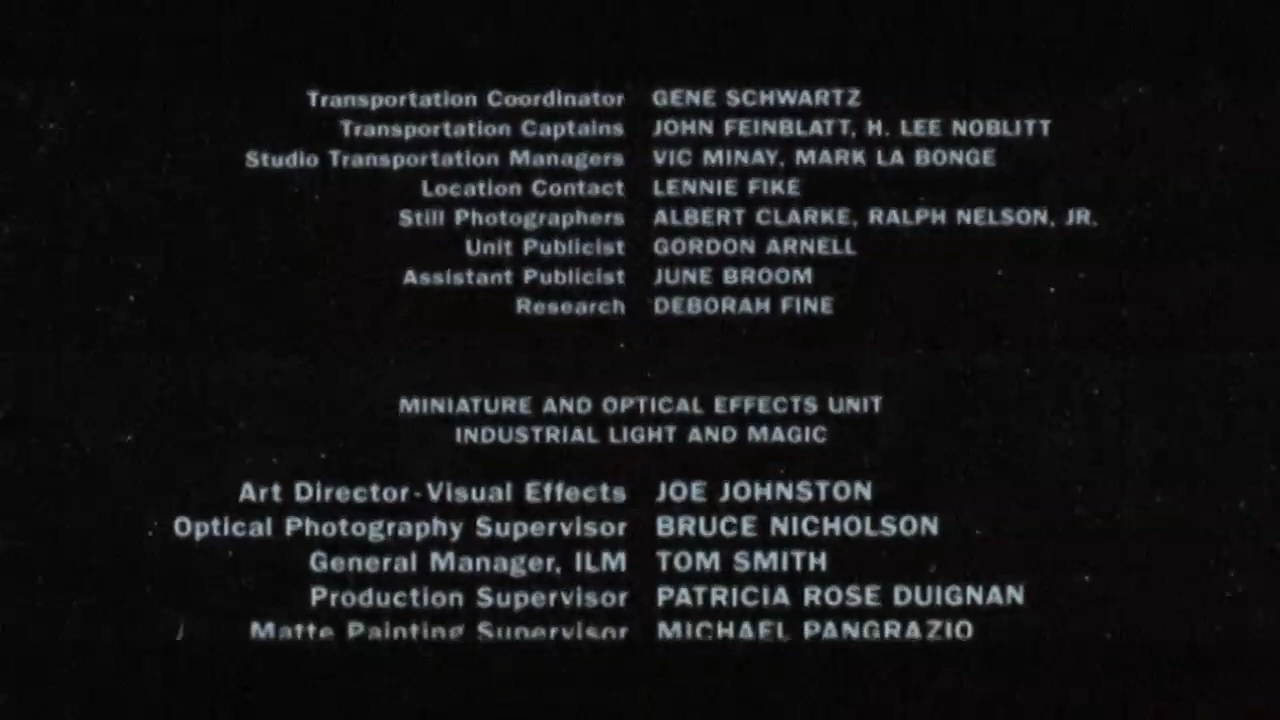 Transportation Coordinator GENE SCHWARTZ
Transportation Captains JOHN FEINBLATT, H. LEE NOBLITT
Studio Transportation Managers VIC MINAY, MARK LA BONGE
Location Contact LENNIE FIKE
Still Photographers ALBERT CLARKE, RALPH NELSON, JR.
Unit Publicist GORDON ARNELL
Assistant Publicist JUNE BROOM
Research DEBORAH FINE
MINIATURE AND OPTICAL EFFECTS UNIT
INDUSTRIAL LIGHT AND MAGIC
Art Director-Visual Effects JOE JOHNSTON
Optical Photography Supervisor BRUCE NICHOLSON
General Manager, ILM TOM SMITH
Production Supervisor PATRICIA ROSE DUIGNAN
Matte Painting Supervisor MICHAEL PANGRAZIO